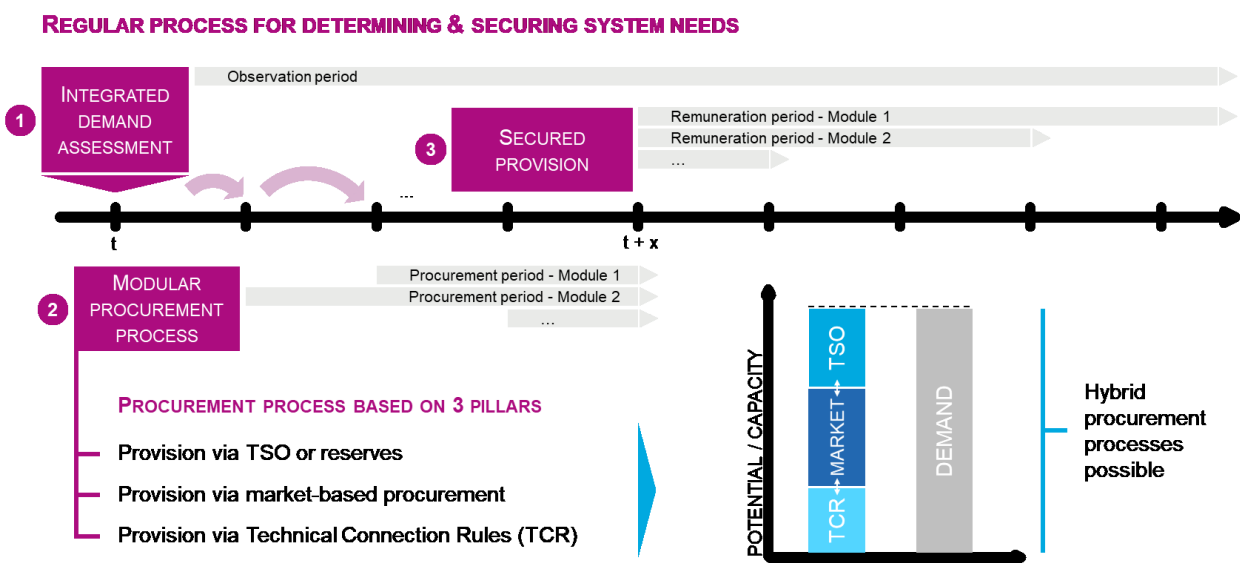 REGULAR PROCESS FOR DETERMINING & SECURING SYSTEM NEEDS
Observation period
1
INTEGRATED
DEMAND
ASSESSMENT
3
SECURED
PROVISION
Remuneration period - Module 1
Remuneration period - Module 2
...
...
t
t + x
2
MODULAR
PROCUREMENT
PROCESS
Procurement period - Module 1
Procurement period - Module 2
...
PROCUREMENT PROCESS BASED ON 3 PILLARS
Provision via TSO or reserves
Provision via market-based procurement
Provision via Technical Connection Rules (TCR)
POTENTIAL / CAPACITY
TSO
MARKET
TCR
DEMAND
Hybrid
procurement
processes
possible